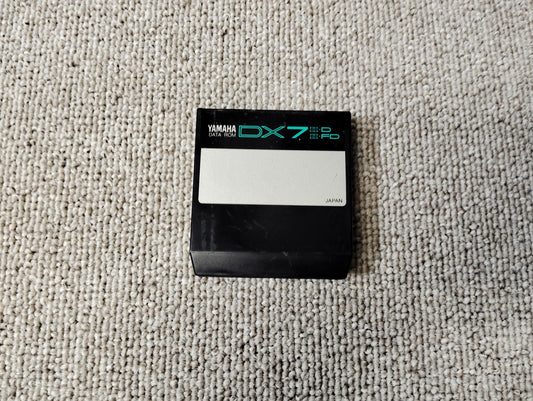 YAMAHA DX7 II-D
DATA ROM II-FD
JAPAN